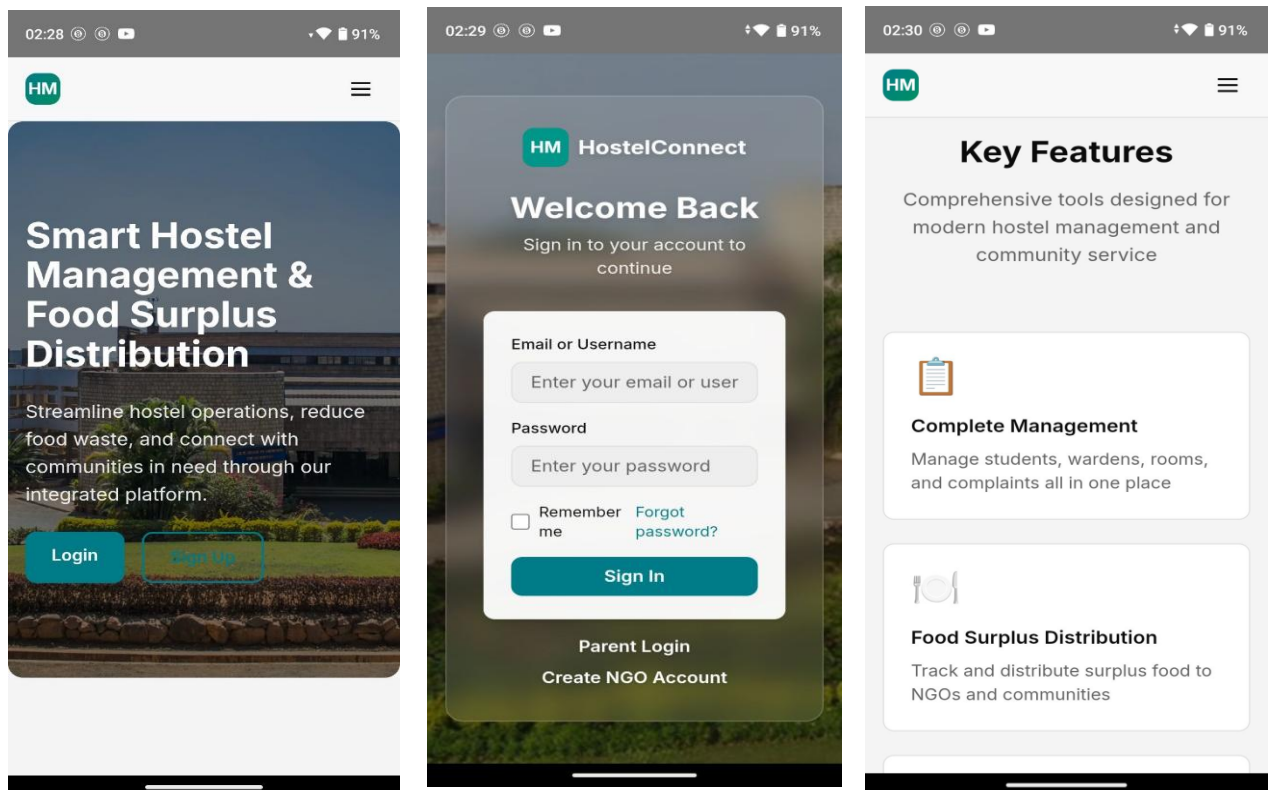 02:28
91%
HM
Smart Hostel
Management &
Food Surplus
Distribution
Streamline hostel operations, reduce
food waste, and connect with
communities in need through our
integrated platform.
Login
Sign Up
02:29
91%
HM HostelConnect
Welcome Back
Sign in to your account to
continue
Email or Username
Enter your email or user
Password
Enter your password
Remember
me
Forgot
password?
Sign In
Parent Login
Create NGO Account
02:30
91%
HM
Key Features
Comprehensive tools designed for
modern hostel management and
community service
Complete Management
Manage students, wardens, rooms,
and complaints all in one place
Food Surplus Distribution
Track and distribute surplus food to
NGOs and communities